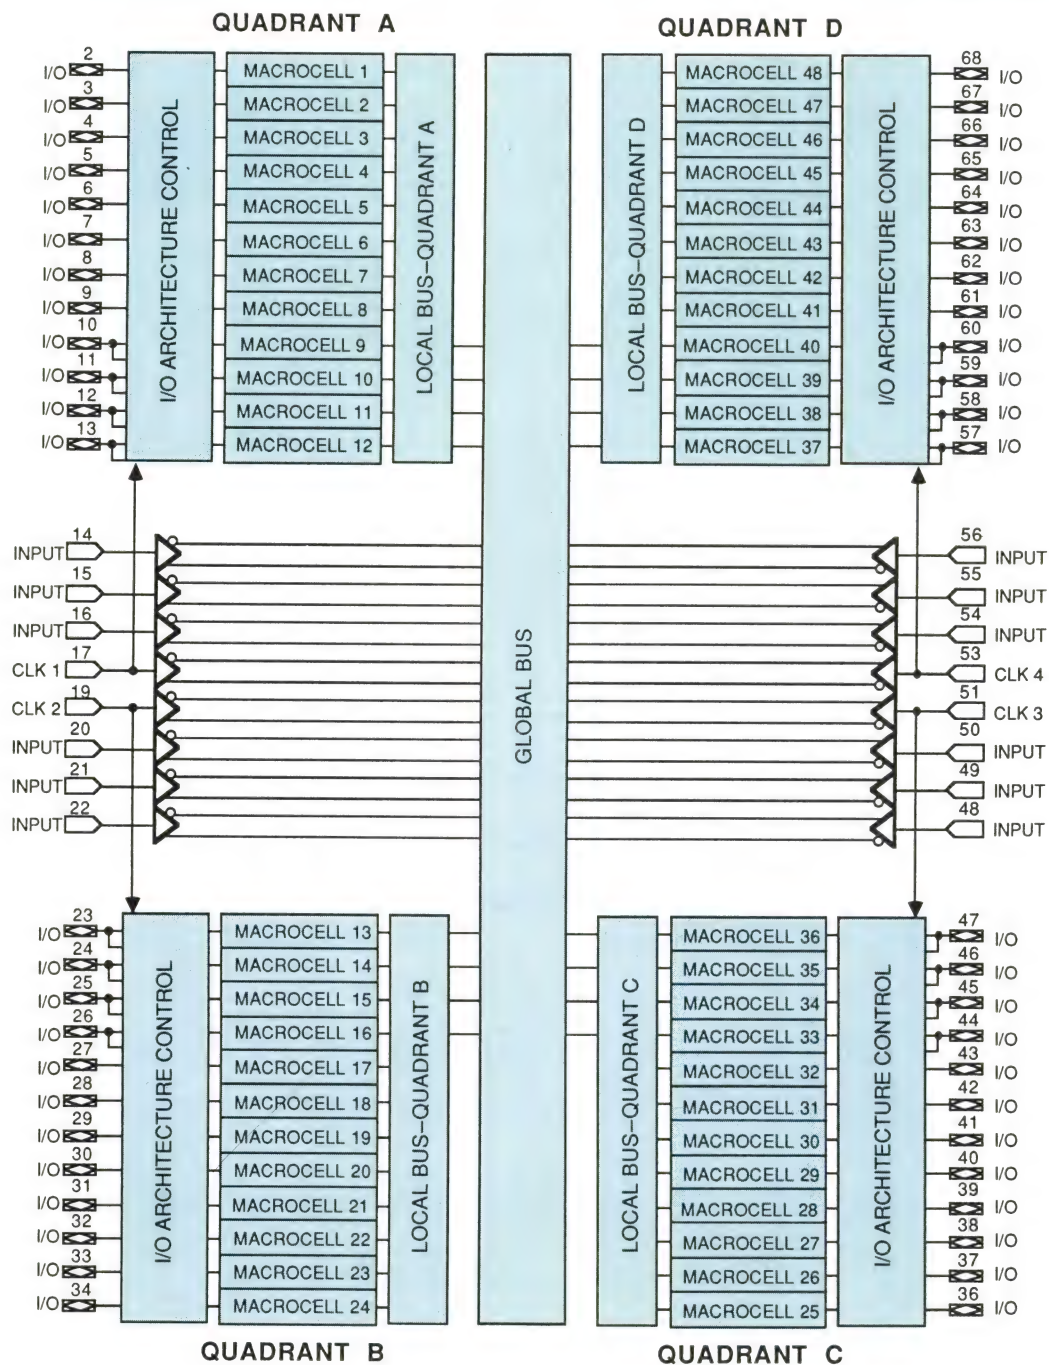 QUADRANT A
QUADRANT D
2
I/O
3
I/O
4
I/O
5
I/O
6
I/O
7
I/O
8
I/O
9
I/O
10
I/O
11
I/O
12
I/O
13
I/O
I/O ARCHITECTURE CONTROL
MACROCELL 1
MACROCELL 2
MACROCELL 3
MACROCELL 4
MACROCELL 5
MACROCELL 6
MACROCELL 7
MACROCELL 8
MACROCELL 9
MACROCELL 10
MACROCELL 11
MACROCELL 12
LOCAL BUS–QUADRANT A
LOCAL BUS–QUADRANT D
MACROCELL 48
MACROCELL 47
MACROCELL 46
MACROCELL 45
MACROCELL 44
MACROCELL 43
MACROCELL 42
MACROCELL 41
MACROCELL 40
MACROCELL 39
MACROCELL 38
MACROCELL 37
I/O ARCHITECTURE CONTROL
68
I/O
67
I/O
66
I/O
65
I/O
64
I/O
63
I/O
62
I/O
61
I/O
60
I/O
59
I/O
58
I/O
57
I/O
14
INPUT
15
INPUT
16
INPUT
17
CLK 1
19
CLK 2
20
INPUT
21
INPUT
22
INPUT
GLOBAL BUS
56
INPUT
55
INPUT
54
INPUT
53
CLK 4
51
CLK 3
50
INPUT
49
INPUT
48
INPUT
23
I/O
24
I/O
25
I/O
26
I/O
27
I/O
28
I/O
29
I/O
30
I/O
31
I/O
32
I/O
33
I/O
34
I/O
I/O ARCHITECTURE CONTROL
MACROCELL 13
MACROCELL 14
MACROCELL 15
MACROCELL 16
MACROCELL 17
MACROCELL 18
MACROCELL 19
MACROCELL 20
MACROCELL 21
MACROCELL 22
MACROCELL 23
MACROCELL 24
LOCAL BUS–QUADRANT B
LOCAL BUS–QUADRANT C
MACROCELL 36
MACROCELL 35
MACROCELL 34
MACROCELL 33
MACROCELL 32
MACROCELL 31
MACROCELL 30
MACROCELL 29
MACROCELL 28
MACROCELL 27
MACROCELL 26
MACROCELL 25
I/O ARCHITECTURE CONTROL
47
I/O
46
I/O
45
I/O
44
I/O
43
I/O
42
I/O
41
I/O
40
I/O
39
I/O
38
I/O
37
I/O
36
I/O
QUADRANT B
QUADRANT C